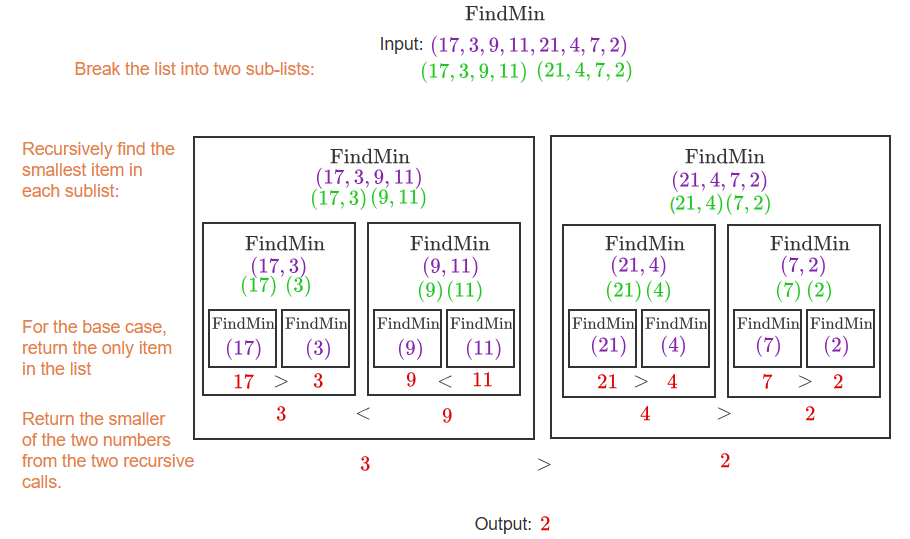 FindMin
Input: (17, 3, 9, 11, 21, 4, 7, 2)
Break the list into two sub-lists:
(17, 3, 9, 11) (21, 4, 7, 2)
Recursively find the
smallest item in
each sublist:
FindMin
(17, 3, 9, 11)
(17, 3) (9, 11)
FindMin
(17, 3)
(17) (3)
FindMin
(17)
FindMin
(3)
17 > 3
FindMin
(9, 11)
(9) (11)
FindMin
(9)
FindMin
(11)
9 < 11
3 < 9
FindMin
(21, 4, 7, 2)
(21, 4) (7, 2)
FindMin
(21, 4)
(21) (4)
FindMin
(21)
FindMin
(4)
21 > 4
FindMin
(7, 2)
(7) (2)
FindMin
(7)
FindMin
(2)
7 > 2
4 > 2
For the base case,
return the only item
in the list
Return the smaller
of the two numbers
from the two recursive
calls.
3 > 2
Output: 2